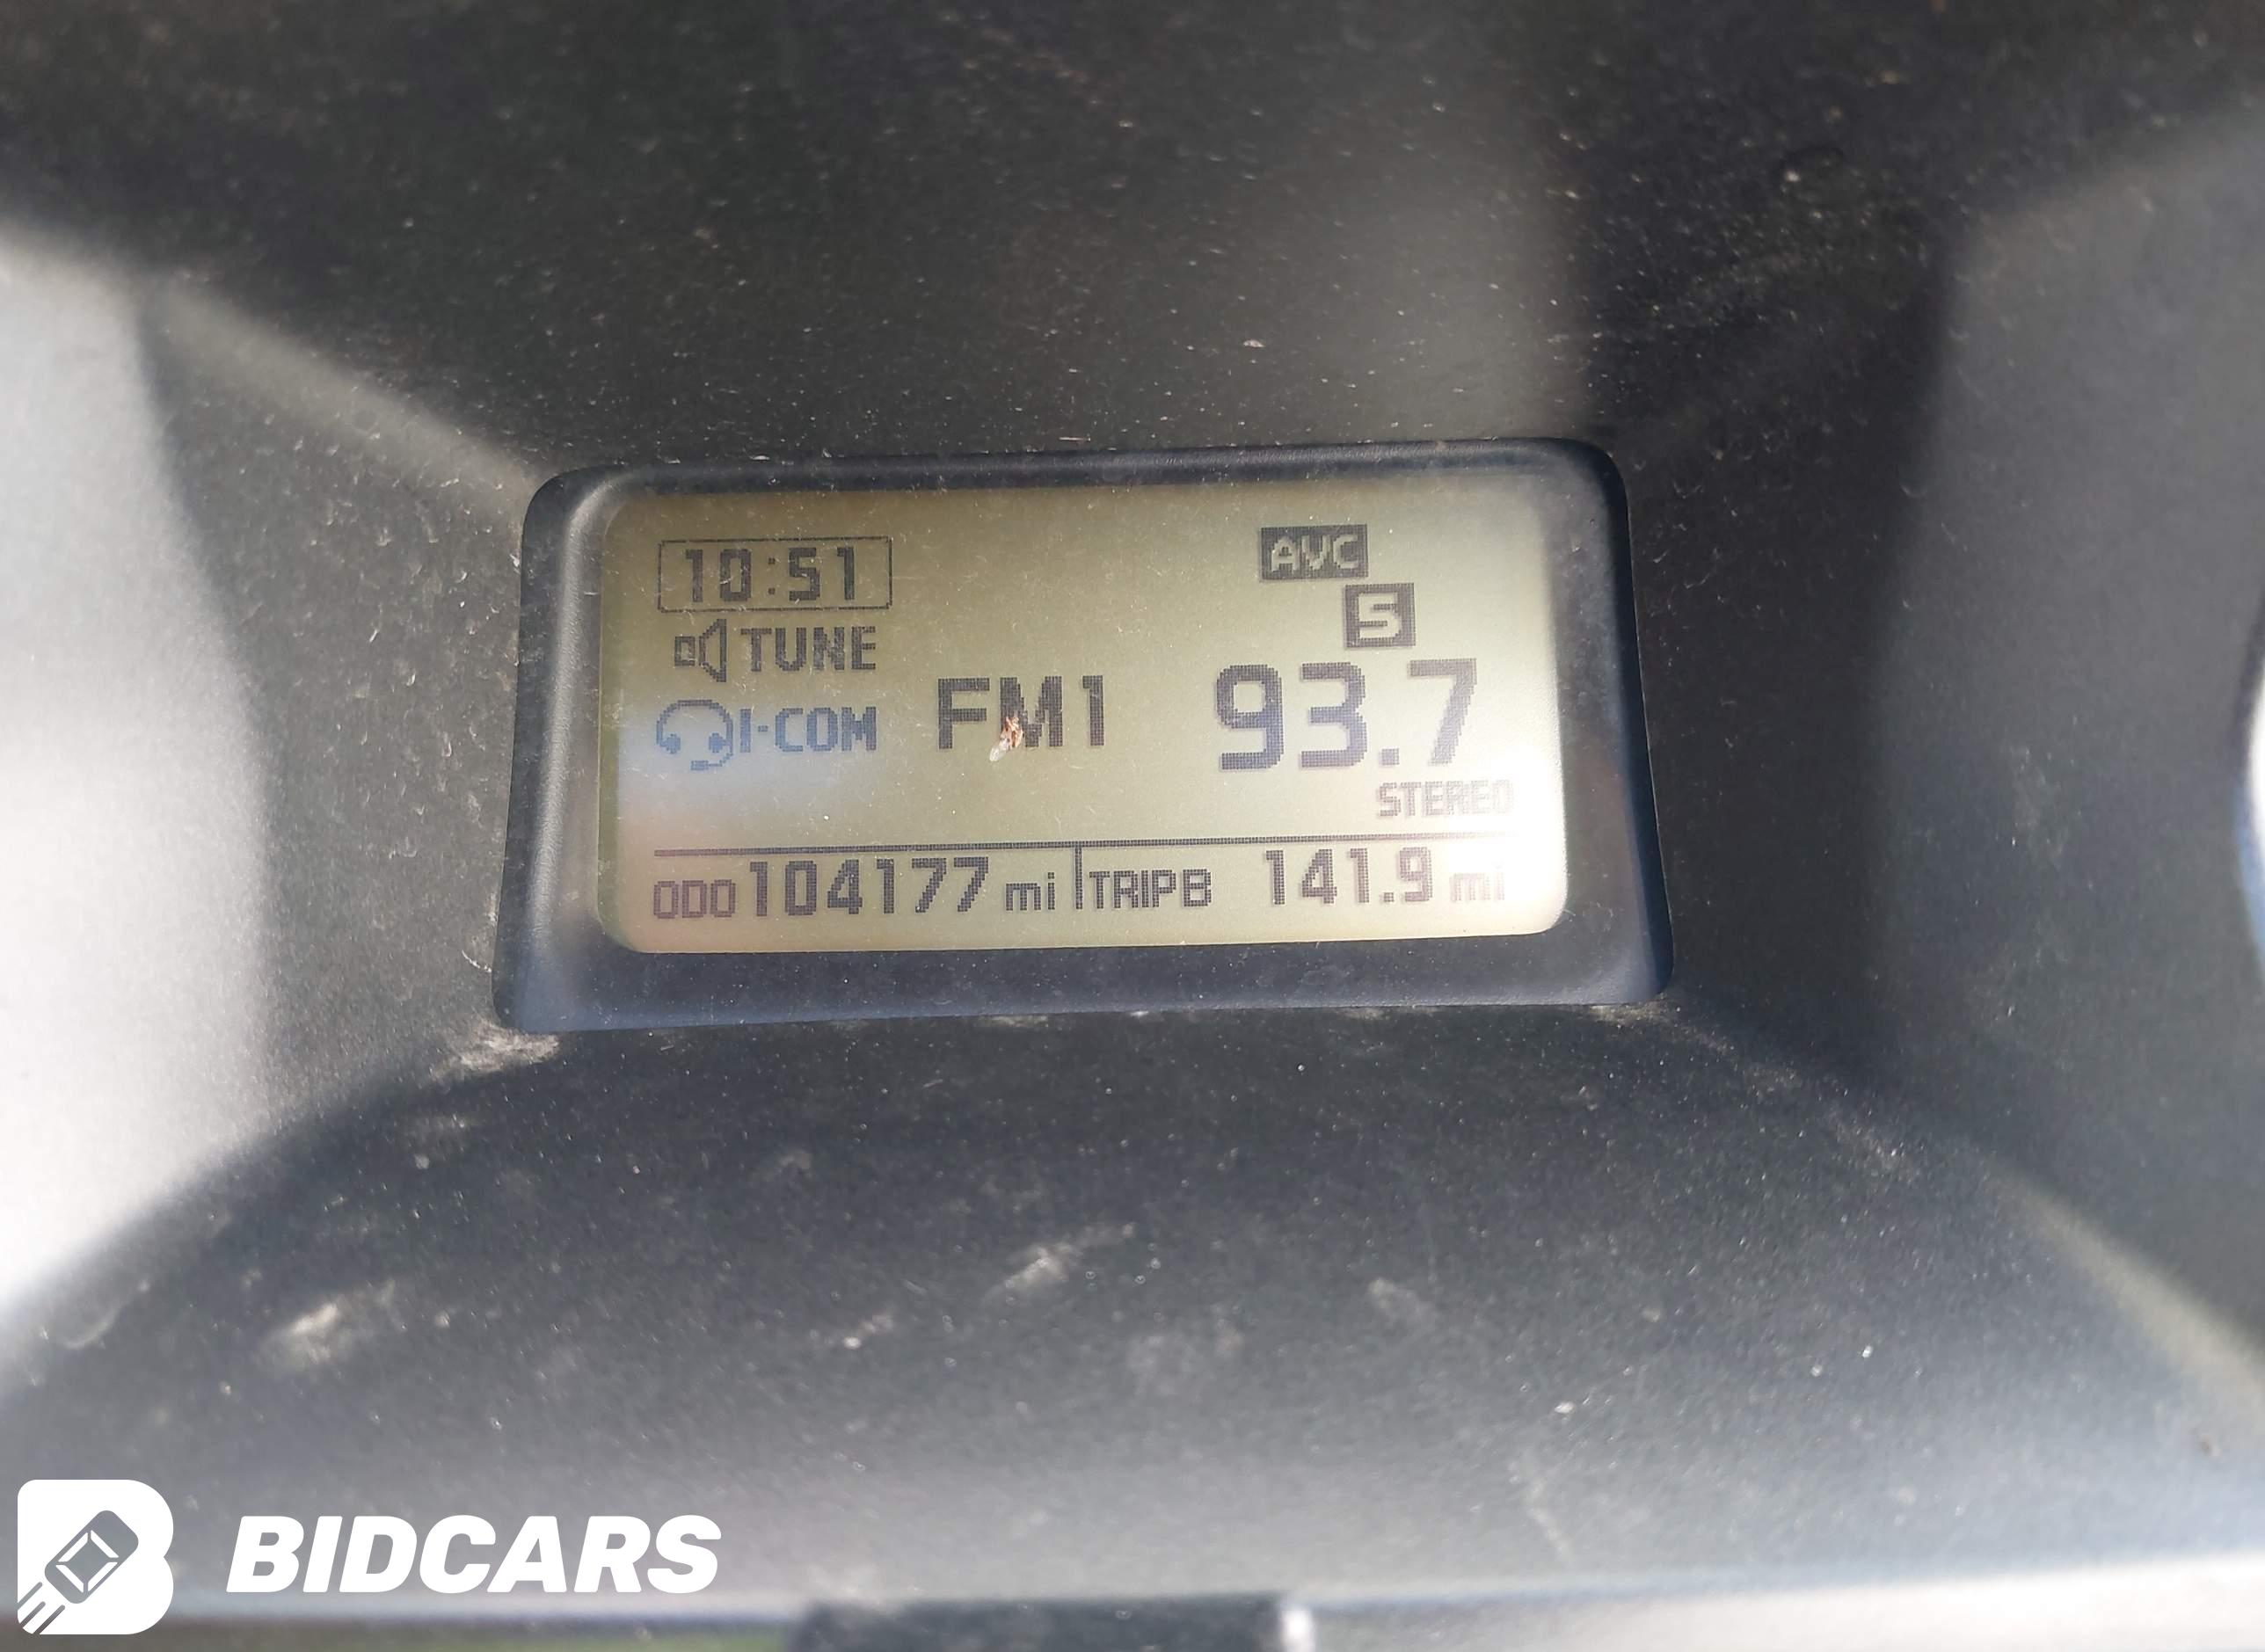 10:51
AVC
5
TUNE
I-COM
FM1
93.7
STEREO
ODO 104177 mi
TRIP B 141.9 mi
BIDCARS